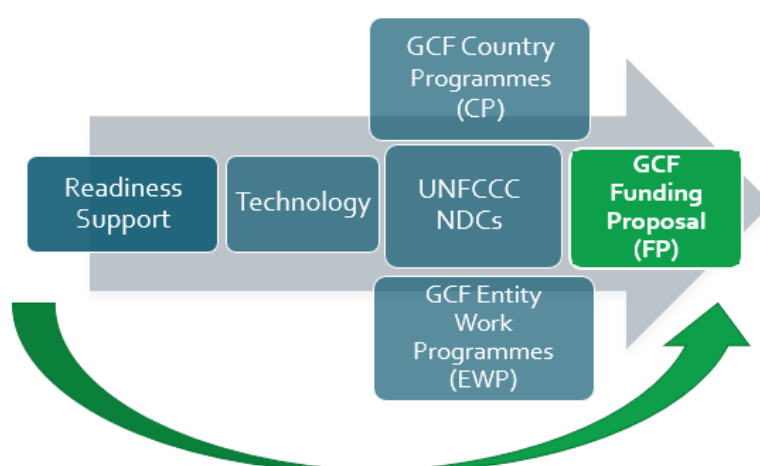 GCF Country
Programmes
(CP)
Readiness
Support
Technology
UNFCCC
NDCs
GCF
Funding
Proposal
(FP)
GCF Entity
Work
Programmes
(EWP)